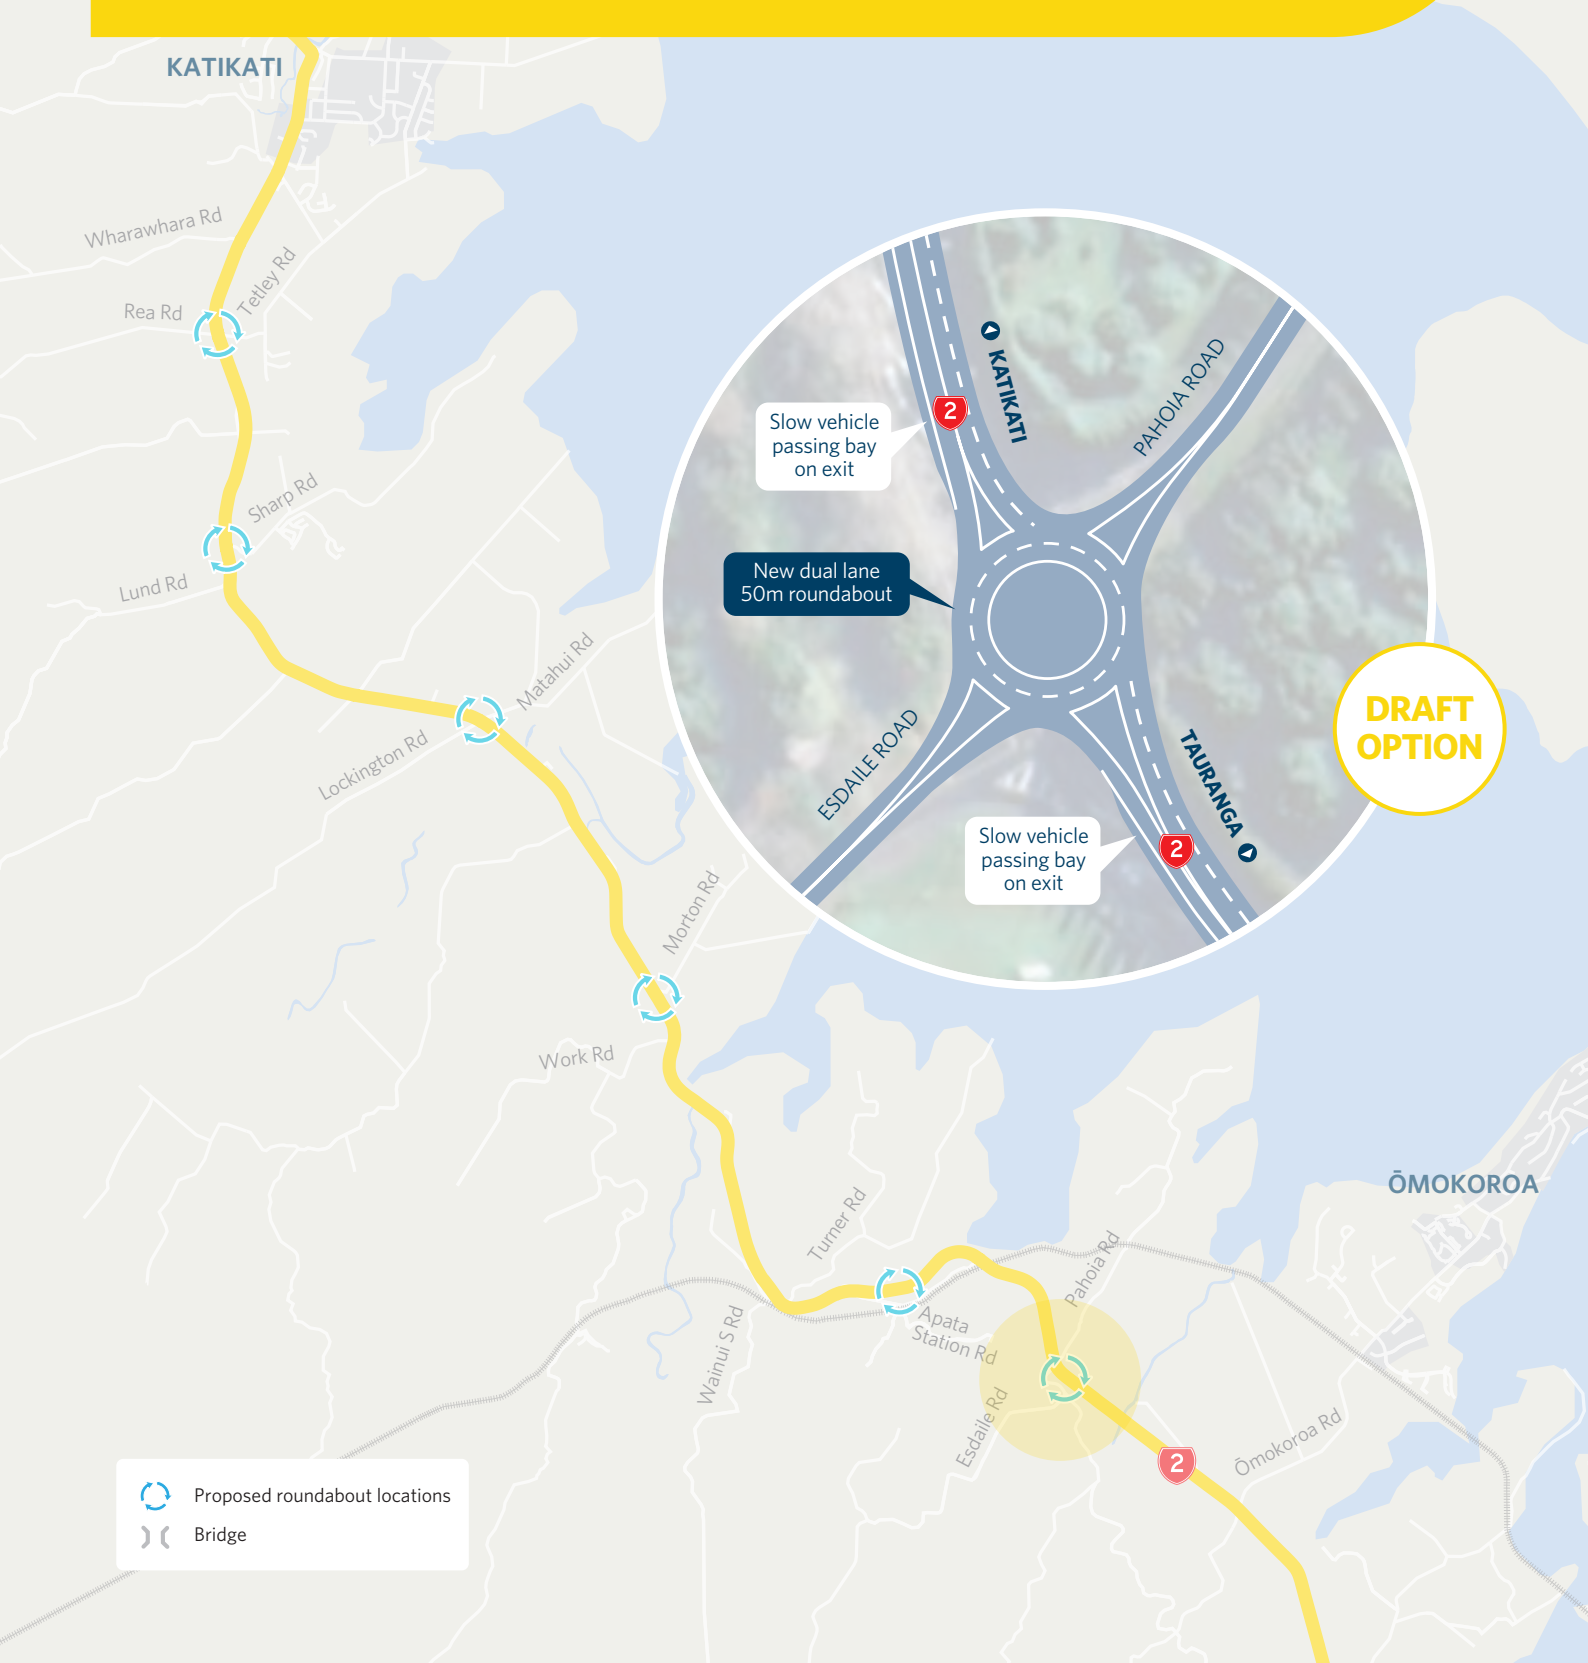 KATIKATI
Wharawhara Rd
Tetley Rd
Rea Rd
Sharp Rd
Lund Rd
Matahui Rd
Lockington Rd
Morton Rd
Work Rd
Turner Rd
Wainui S Rd
Apata
Station Rd
Pahoia Rd
Esdaile Rd
2
Ōmokoroa Rd
ŌMOKOROA
KATIKATI
2
PAHOIA ROAD
Slow vehicle
passing bay
on exit
New dual lane
50m roundabout
ESDAILE ROAD
TAURANGA
2
Slow vehicle
passing bay
on exit
DRAFT
OPTION
Proposed roundabout locations
Bridge